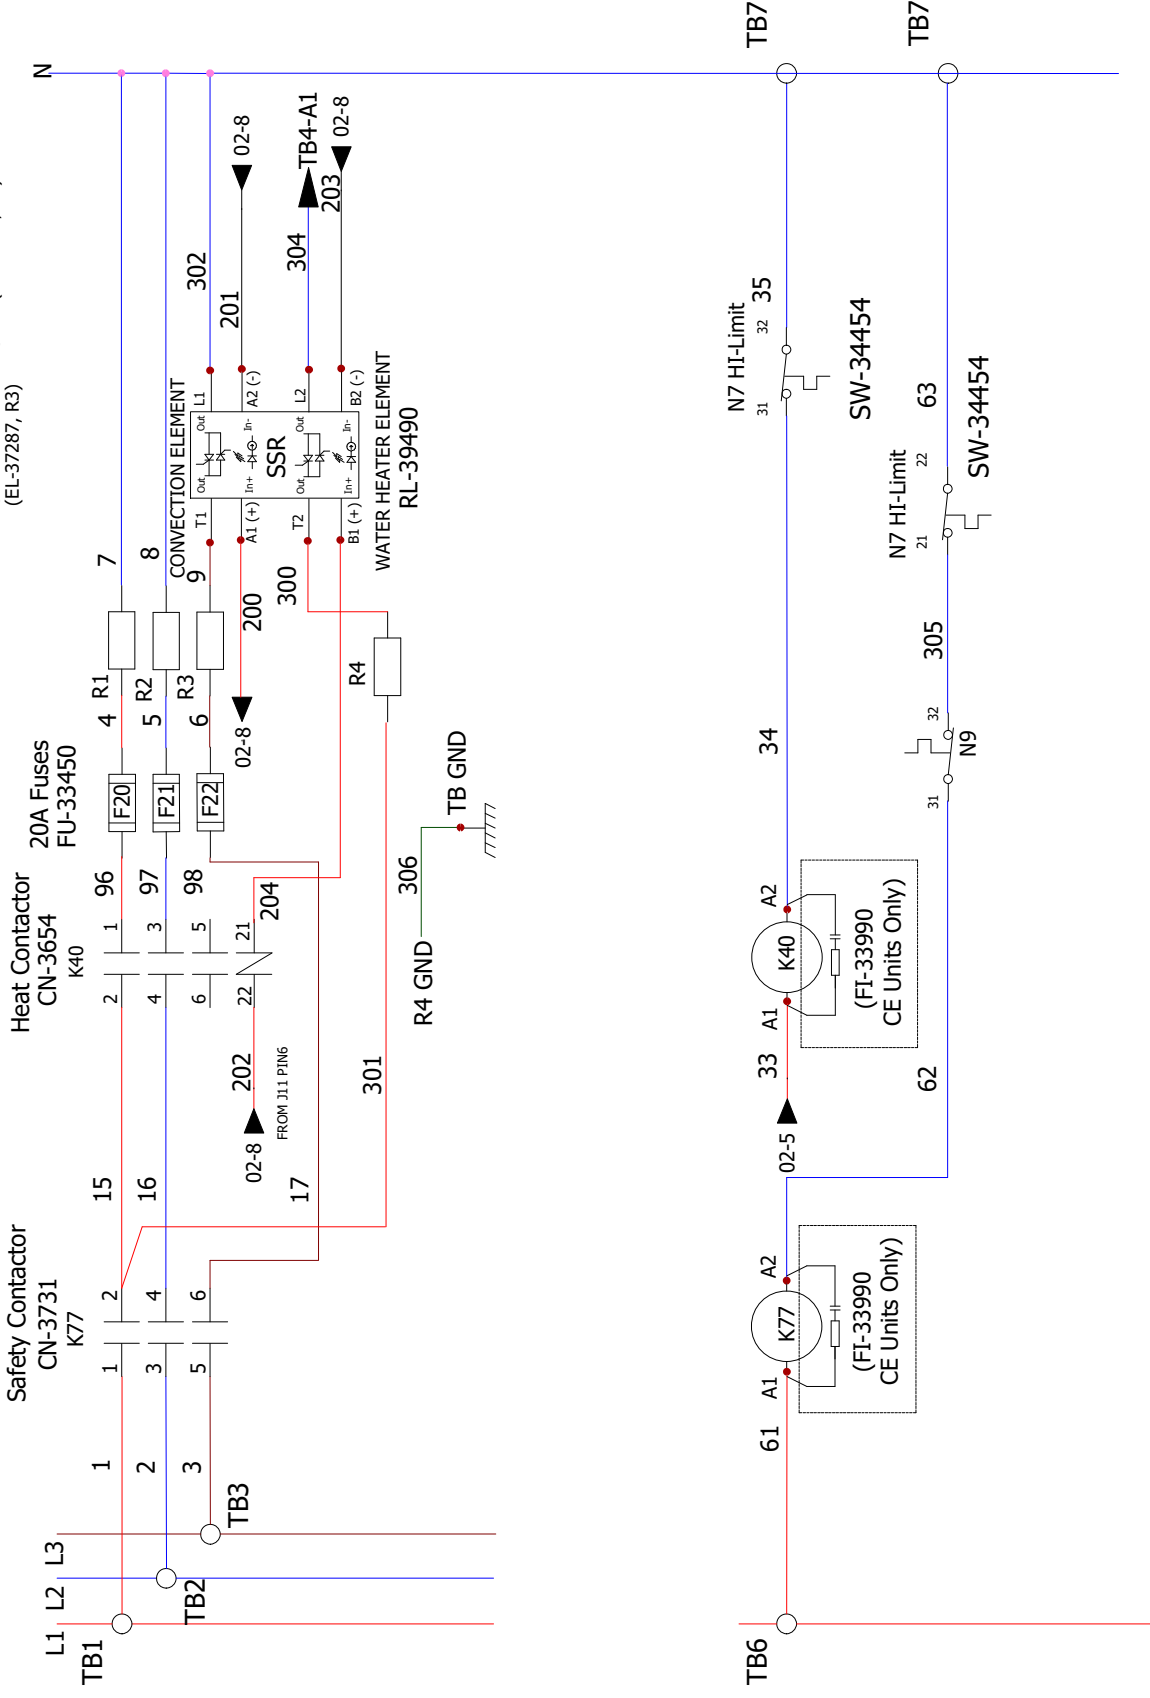 (EL-37287, R3)
N
TB7
TB7
02-8
TB4-A1
02-8
302
201
304
203
7
8
9
CONVECTION ELEMENT
L1
A2 (-)
L2
B2 (-)
Out
In-
Out
In-
SSR
Out
In+
Out
In+
T1
A1 (+)
T2
B1 (+)
WATER HEATER ELEMENT
RL-39490
200
300
R1
R2
R3
R4
4
5
6
02-8
20A Fuses
FU-33450
F20
F21
F22
TB GND
306
R4 GND
96
97
98
204
Heat Contactor
CN-3654
K40
1
3
5
21
2
4
6
22
202
02-8
FROM J11 PIN6
301
15
16
17
Safety Contactor
CN-3731
K77
2
4
6
1
3
5
1
2
3
L3
L2
L1
TB3
TB2
TB1
N7 HI-Limit
31
32
35
SW-34454
63
N7 HI-Limit
21
22
SW-34454
305
34
32
31
N9
A2
K40
A1
(FI-33990
CE Units Only)
33
02-5
62
A2
K77
A1
(FI-33990
CE Units Only)
61
TB6